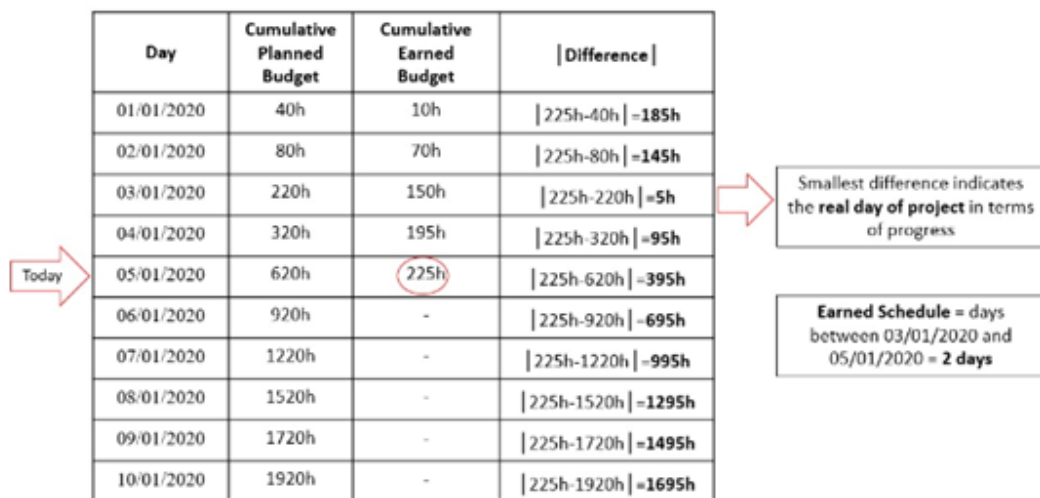 Day | Cumulative Planned Budget | Cumulative Earned Budget | |Difference|
01/01/2020 | 40h | 10h | |225h-40h|=185h
02/01/2020 | 80h | 70h | |225h-80h|=145h
03/01/2020 | 220h | 150h | |225h-220h|=5h
04/01/2020 | 320h | 195h | |225h-320h|=95h
Today
05/01/2020 | 620h | 225h | |225h-620h|=395h
06/01/2020 | 920h | - | |225h-920h|=695h
07/01/2020 | 1220h | - | |225h-1220h|=995h
08/01/2020 | 1520h | - | |225h-1520h|=1295h
09/01/2020 | 1720h | - | |225h-1720h|=1495h
10/01/2020 | 1920h | - | |225h-1920h|=1695h
Smallest difference indicates
the real day of project in terms
of progress
Earned Schedule = days
between 03/01/2020 and
05/01/2020 = 2 days